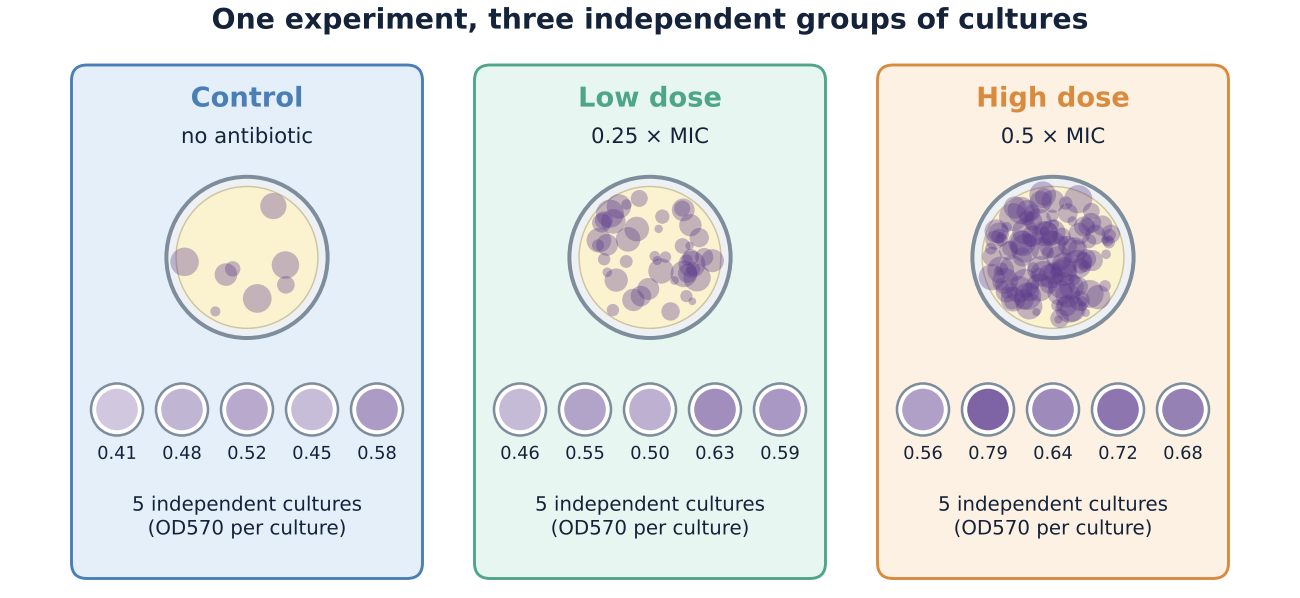 One experiment, three independent groups of cultures
Control
no antibiotic
0.41 0.48 0.52 0.45 0.58
5 independent cultures
(OD570 per culture)
Low dose
0.25 × MIC
0.46 0.55 0.50 0.63 0.59
5 independent cultures
(OD570 per culture)
High dose
0.5 × MIC
0.56 0.79 0.64 0.72 0.68
5 independent cultures
(OD570 per culture)